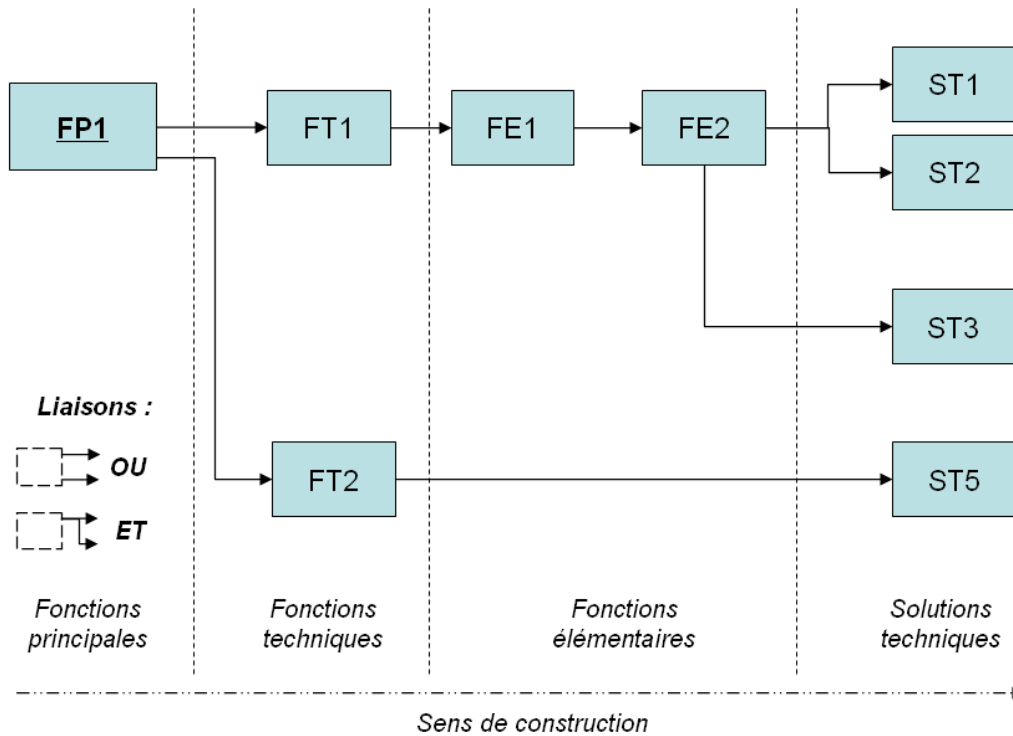 FP1
FT1
FE1
FE2
ST1
ST2
ST3
Liaisons :
OU
ET
FT2
ST5
Fonctions
principales
Fonctions
techniques
Fonctions
élémentaires
Solutions
techniques
Sens de construction